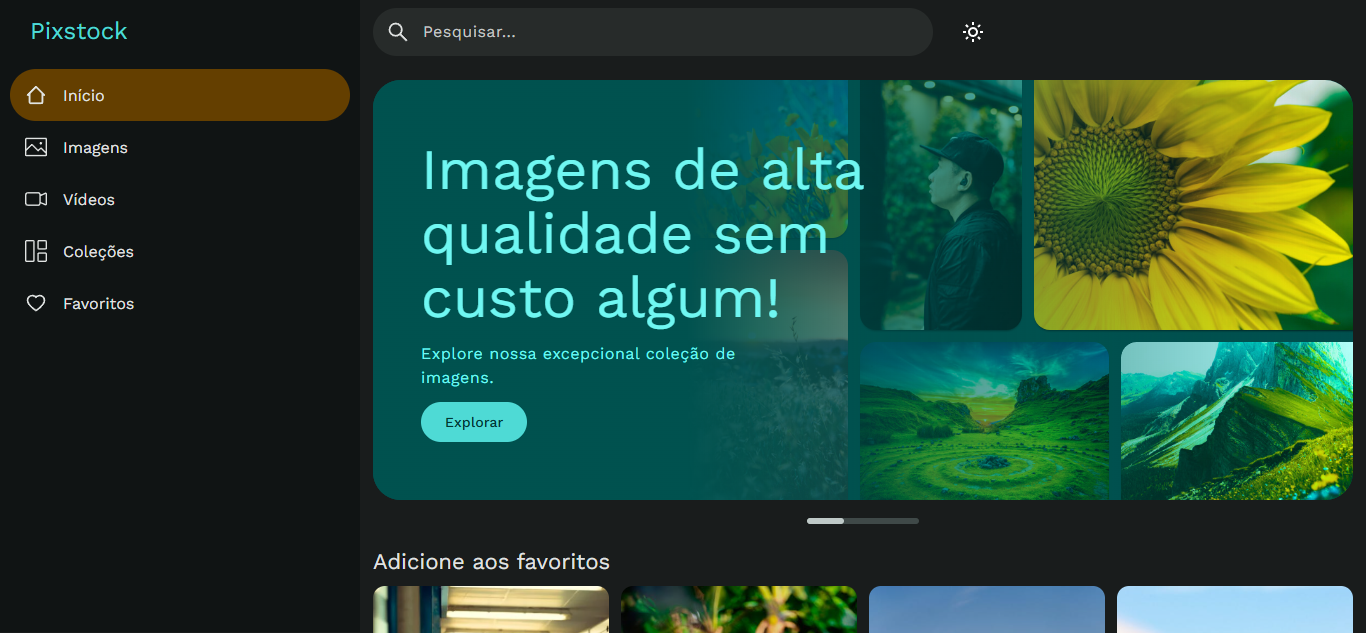 Pixstock
Pesquisar...
Início
Imagens
Vídeos
Coleções
Favoritos
Imagens de alta
qualidade sem
custo algum!
Explore nossa excepcional coleção de
imagens.
Explorar
Adicione aos favoritos